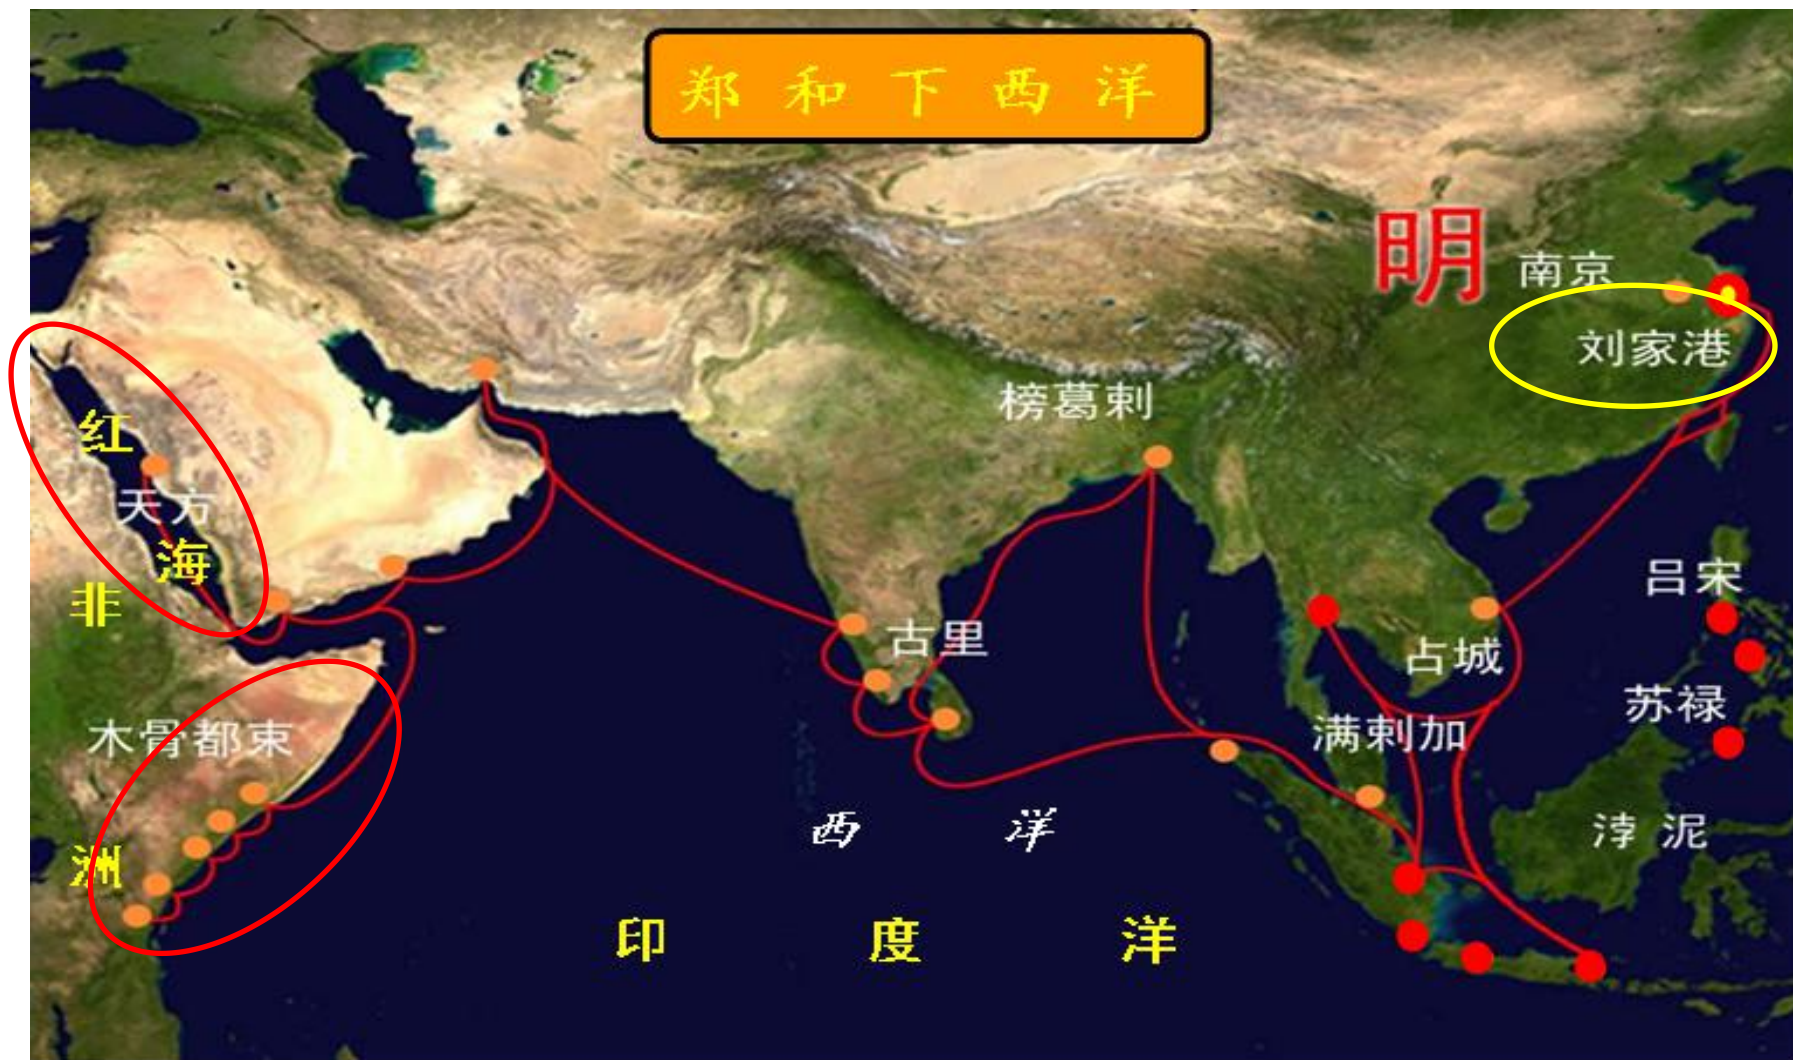 郑和下西洋
明
南京
刘家港
榜葛剌
红
天方
海
非
吕宋
古里
占城
苏禄
满剌加
木骨都束
西洋
浡泥
洲
印度洋